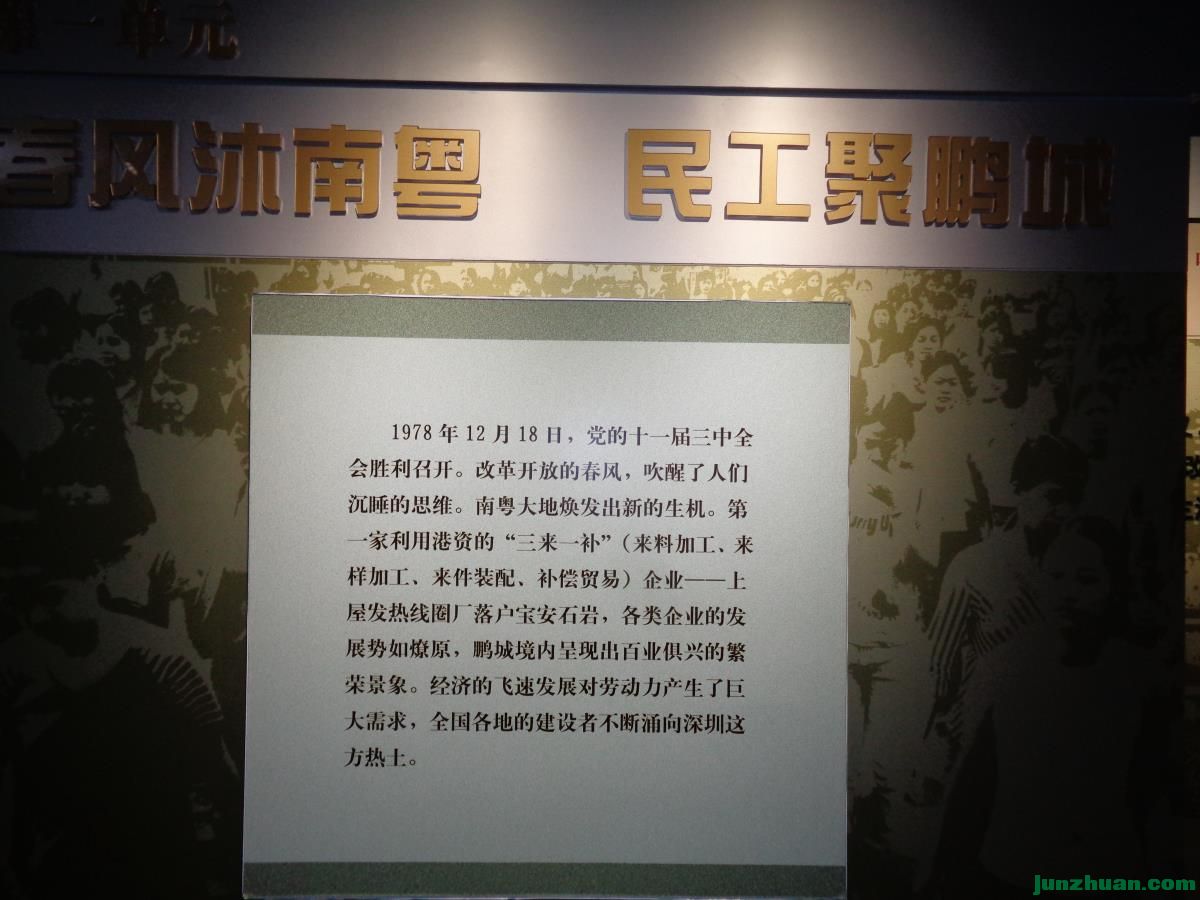 第一单元
春风沐南粤 民工聚鹏城
1978 年 12 月 18 日，党的十一届三中全
会胜利召开。改革开放的春风，吹醒了人们
沉睡的思维。南粤大地焕发出新的生机。第
一家利用港资的“三来一补”（来料加工、来
样加工、来件装配、补偿贸易）企业——上
屋发热线圈厂落户宝安石岩，各类企业的发
展势如燎原，鹏城境内呈现出百业俱兴的繁
荣景象。经济的飞速发展对劳动力产生了巨
大需求，全国各地的建设者不断涌向深圳这
方热土。
junzhuan.com